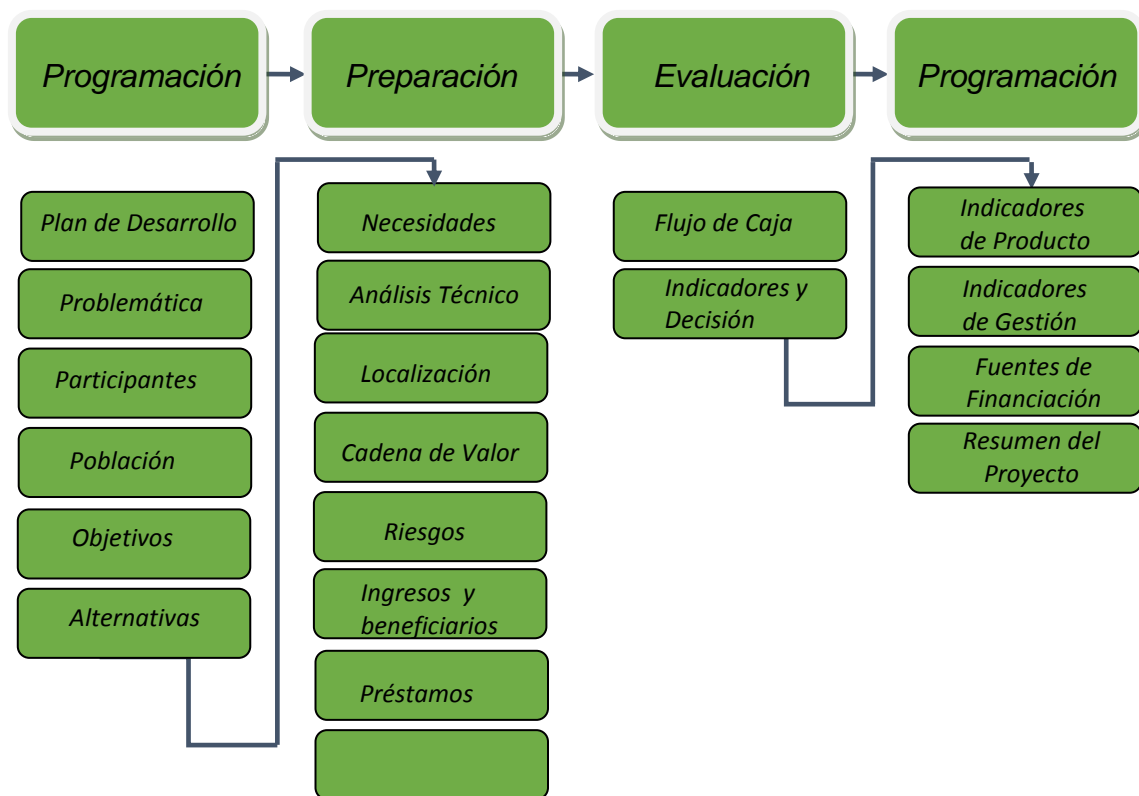 Programación
Preparación
Evaluación
Programación
Plan de Desarrollo
Problemática
Participantes
Población
Objetivos
Alternativas
Necesidades
Análisis Técnico
Localización
Cadena de Valor
Riesgos
Ingresos y
beneficiarios
Préstamos
Flujo de Caja
Indicadores y
Decisión
Indicadores
de Producto
Indicadores
de Gestión
Fuentes de
Financiación
Resumen del
Proyecto